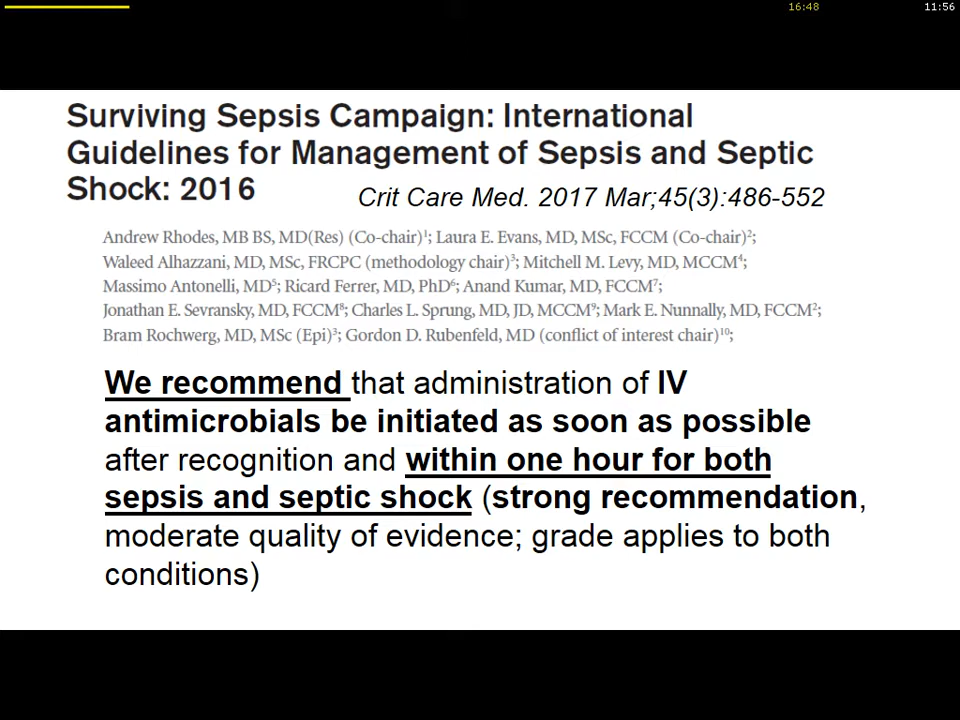 16:48
11:56
Surviving Sepsis Campaign: International
Guidelines for Management of Sepsis and Septic
Shock: 2016
Crit Care Med. 2017 Mar;45(3):486-552
Andrew Rhodes, MB BS, MD(Res) (Co-chair)¹; Laura E. Evans, MD, MSc, FCCM (Co-chair)²;
Waleed Alhazzani, MD, MSc, FRCPC (methodology chair)³; Mitchell M. Levy, MD, MCCM⁴;
Massimo Antonelli, MD⁵; Ricard Ferrer, MD, PhD⁶; Anand Kumar, MD, FCCM⁷;
Jonathan E. Sevransky, MD, FCCM⁸; Charles L. Sprung, MD, JD, MCCM⁹; Mark E. Nunnally, MD, FCCM²;
Bram Rochwerg, MD, MSc (Epi)³; Gordon D. Rubenfeld, MD (conflict of interest chair)¹⁰;
We recommend that administration of IV
antimicrobials be initiated as soon as possible
after recognition and within one hour for both
sepsis and septic shock (strong recommendation,
moderate quality of evidence; grade applies to both
conditions)